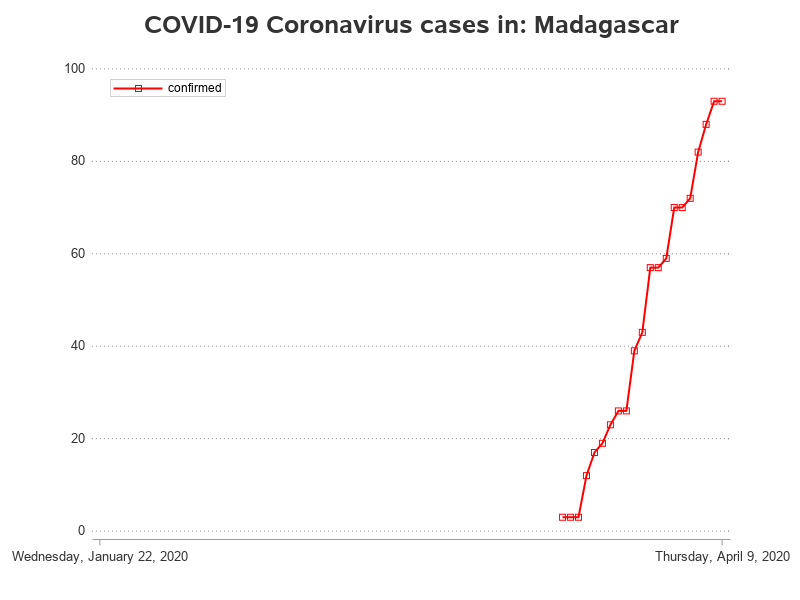 COVID-19 Coronavirus cases in: Madagascar
100
confirmed
80
60
40
20
0
Wednesday, January 22, 2020
Thursday, April 9, 2020